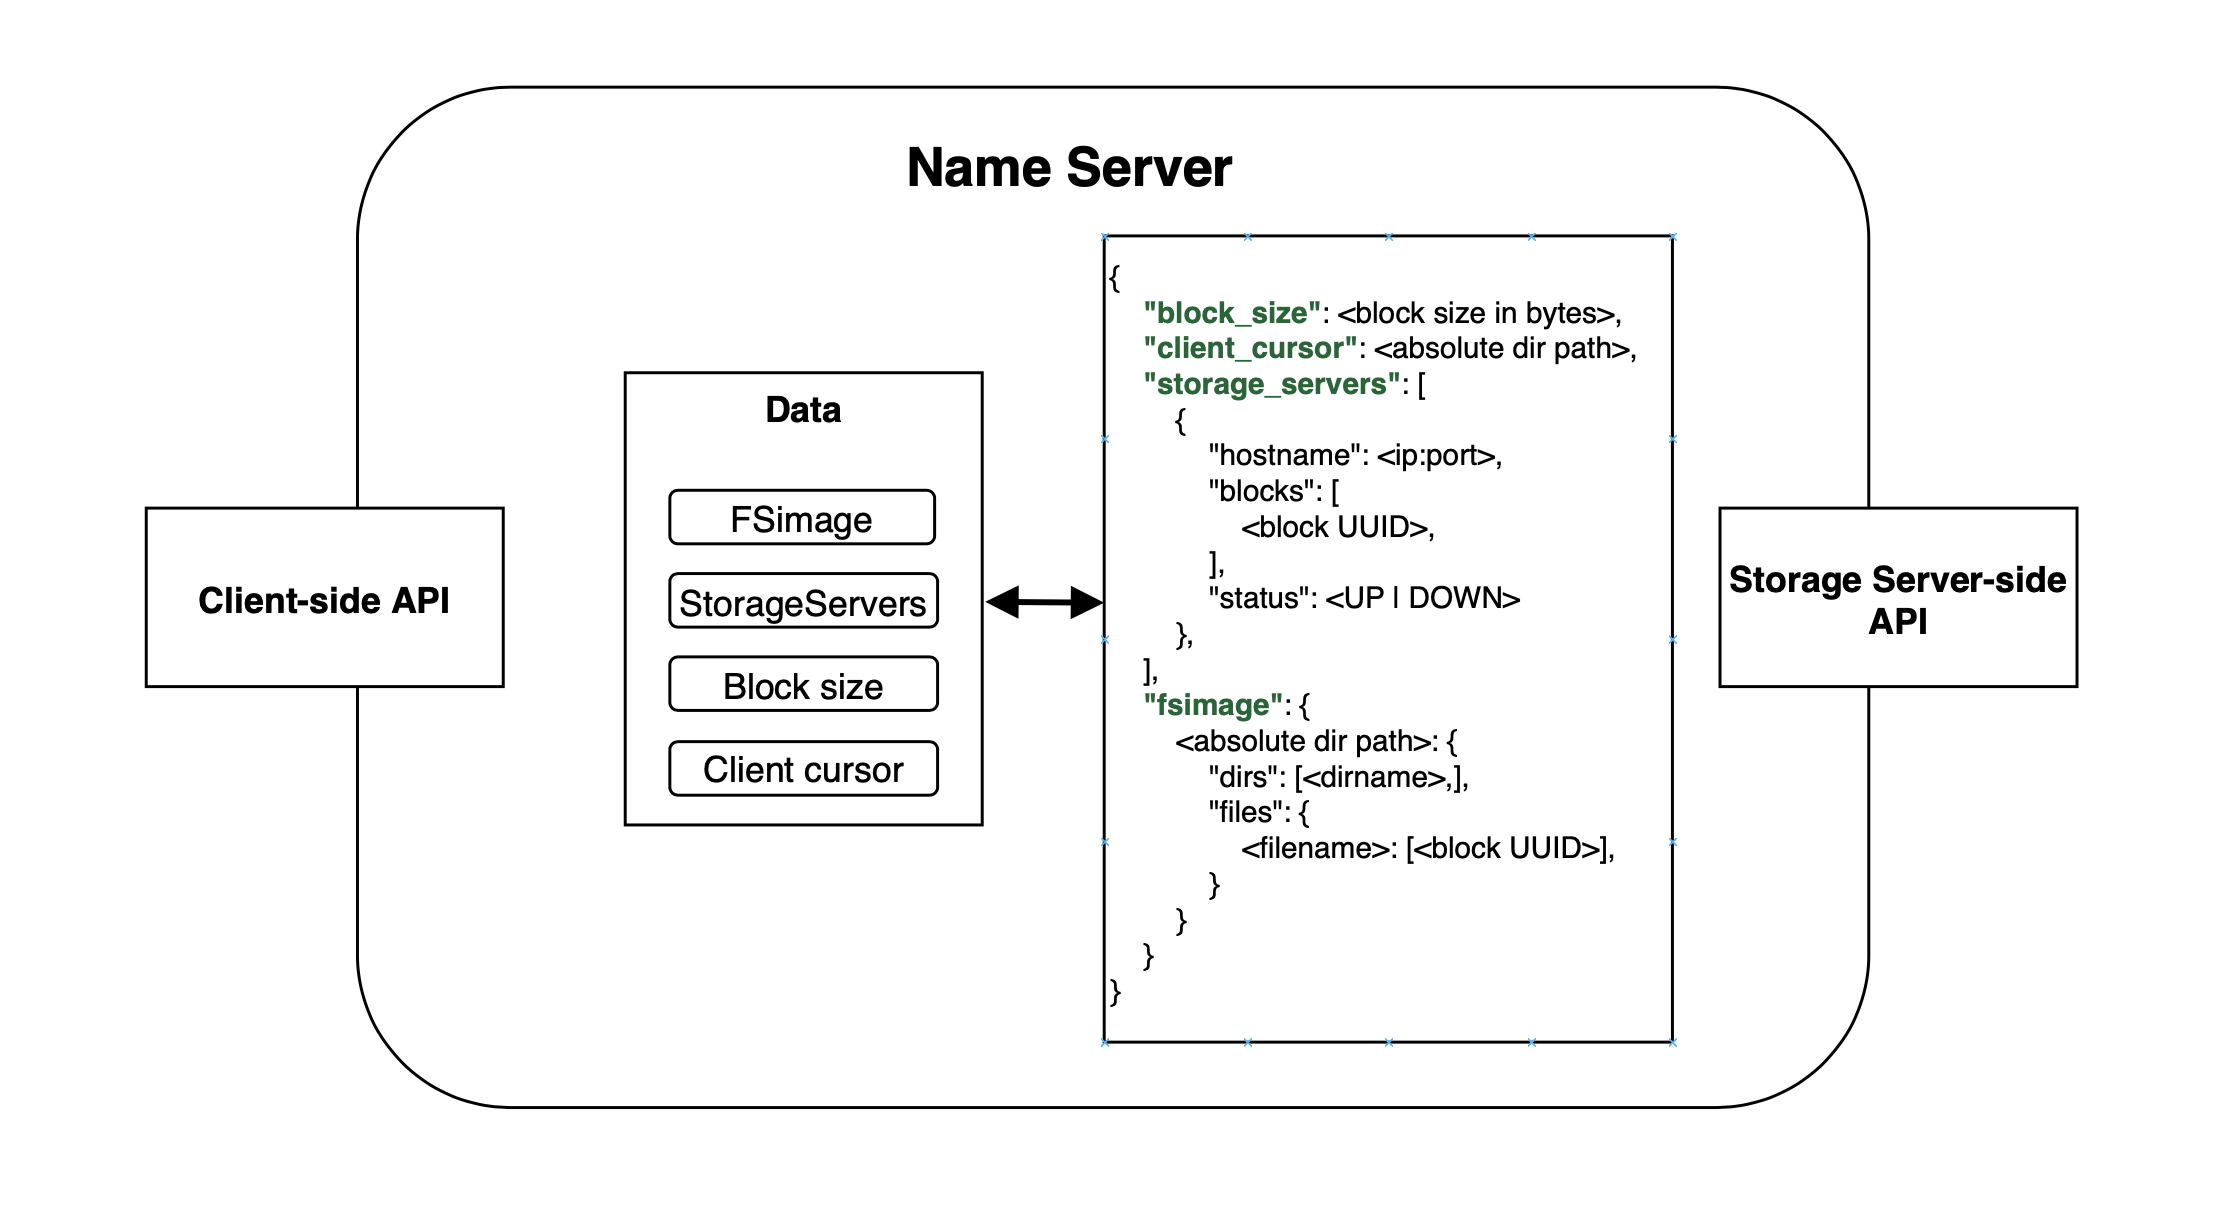 Name Server
Client-side API
Data
FSimage
StorageServers
Block size
Client cursor
{
"block_size": <block size in bytes>,
"client_cursor": <absolute dir path>,
"storage_servers": [
{
"hostname": <ip:port>,
"blocks": [
<block UUID>,
],
"status": <UP | DOWN>
},
],
"fsimage": {
<absolute dir path>: {
"dirs": [<dirname>,],
"files": {
<filename>: [<block UUID>],
}
}
}
}
Storage Server-side
API